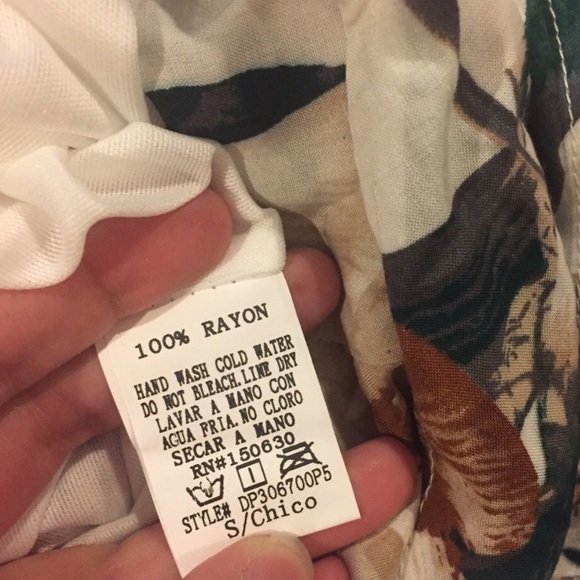 100% RAYON
HAND WASH COLD WATER
DO NOT BLEACH.LINE DRY
LAVAR A MANO CON
AGUA FRIA.NO CLORO
SECAR A MANO
RN#150630
STYLE# DP306700P5
S/Chico